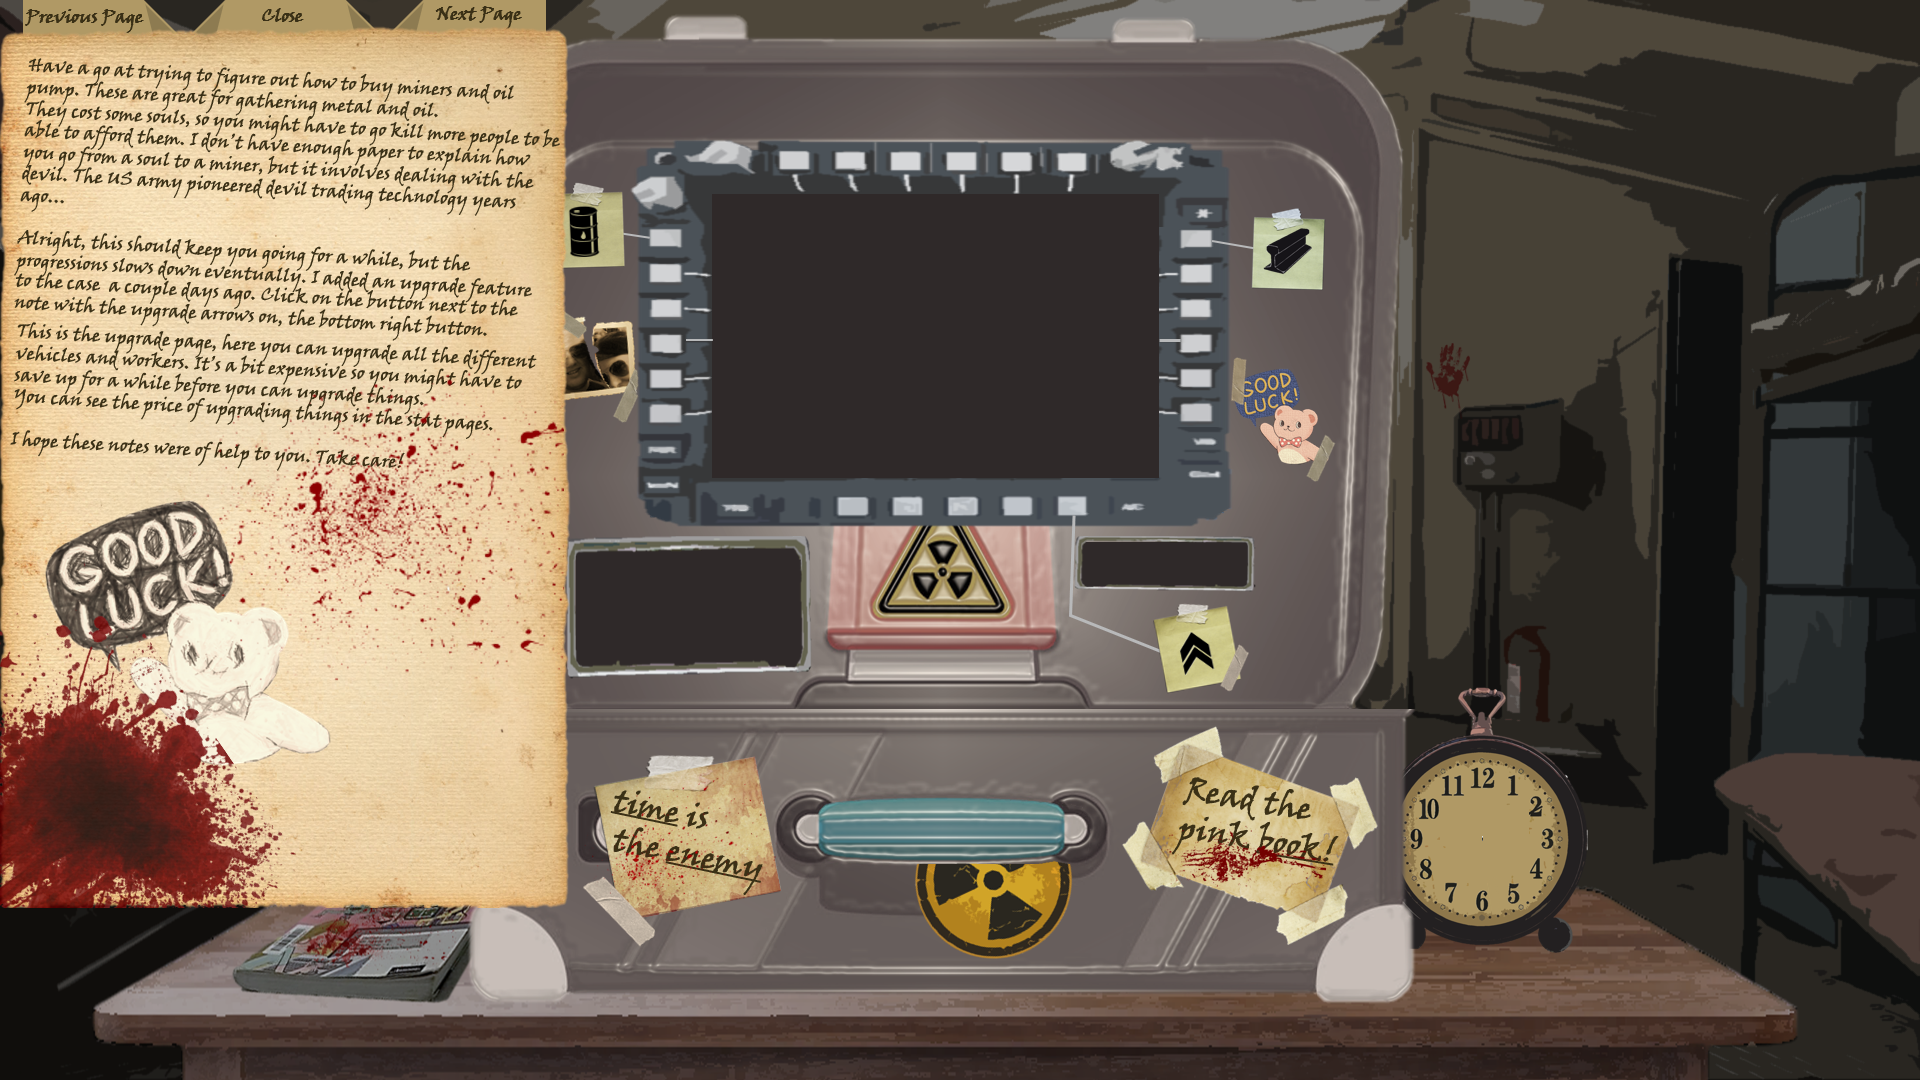 Previous Page
Close
Next Page
Have a go at trying to figure out how to buy miners and oil
pump. These are great for gathering metal and oil.
They cost some souls, so you might have to go kill more people to be
able to afford them. I don't have enough paper to explain how
you go from a soul to a miner, but it involves dealing with the
devil. The US army pioneered devil trading technology years
ago...
Alright, this should keep you going for a while, but the
progressions slows down eventually. I added an upgrade feature
to the case a couple days ago. Click on the button next to the
note with the upgrade arrows on, the bottom right button.
This is the upgrade page, here you can upgrade all the different
vehicles and workers. It's a bit expensive so you might have to
save up for a while before you can upgrade things.
You can see the price of upgrading things in the stat pages.
I hope these notes were of help to you. Take care!
GOOD
LUCK!
GOOD
LUCK!
time is
the enemy
Read the
pink book!
12
11 1
10 2
9 3
8 4
7 5
6